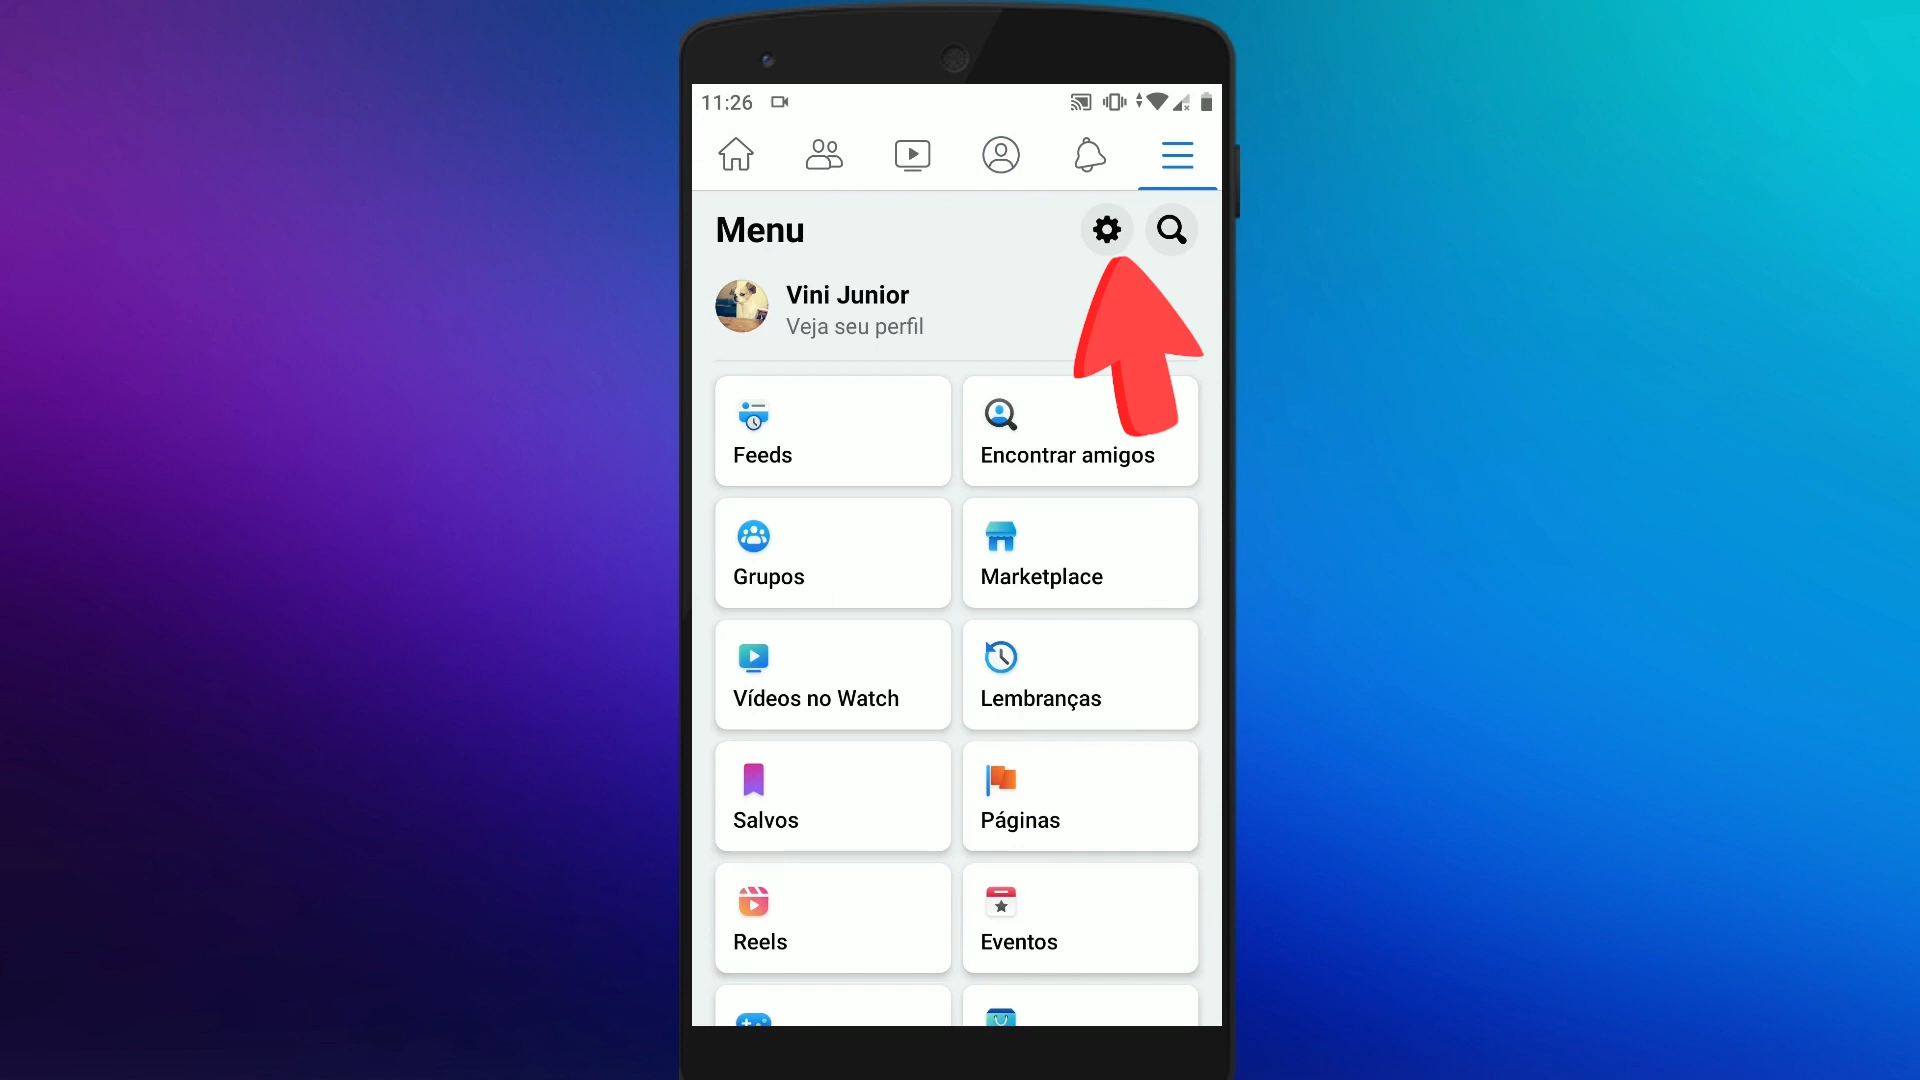 11:26
Menu
Vini Junior
Veja seu perfil
Feeds
Encontrar amigos
Grupos
Marketplace
Vídeos no Watch
Lembranças
Salvos
Páginas
Reels
Eventos